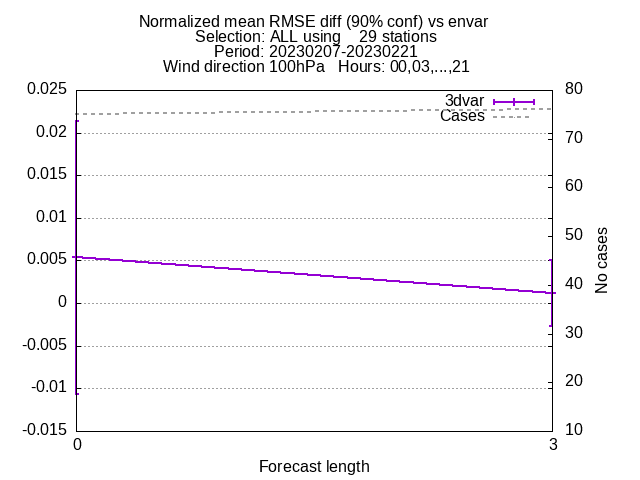 Normalized mean RMSE diff (90% conf) vs envar
Selection: ALL using    29 stations
Period: 20230207-20230221
Wind direction 100hPa   Hours: 00,03,...,21
3dvar
Cases
0.025
0.02
0.015
0.01
0.005
0
-0.005
-0.01
-0.015
80
70
60
50
40
30
20
10
No cases
0
3
Forecast length